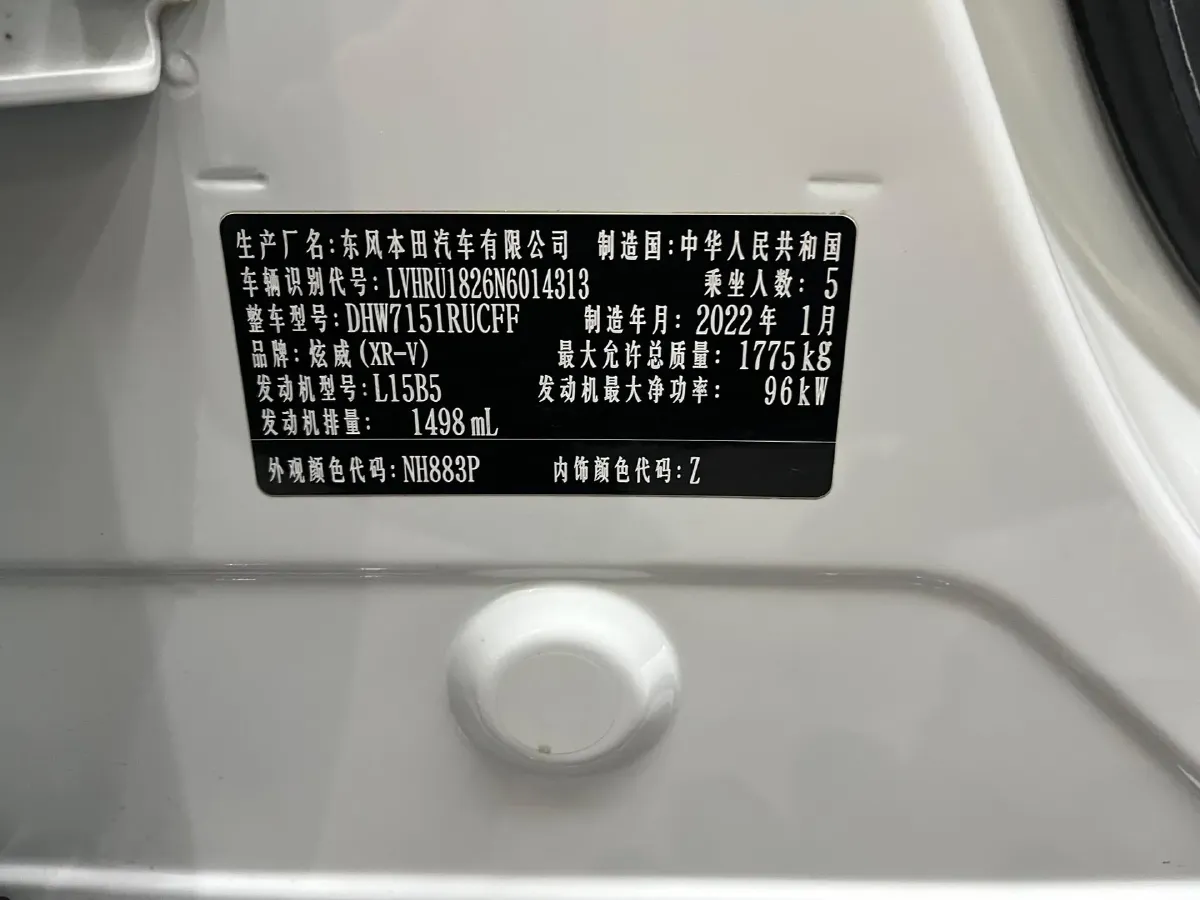 生产厂名:东风本田汽车有限公司 制造国:中华人民共和国
车辆识别代号:LVHRU1826N6014313 乘坐人数: 5
整车型号:DHW7151RUCFF 制造年月: 2022年 1月
品牌: 炫威(XR-V) 最大允许总质量: 1775kg
发动机型号:L15B5 发动机最大净功率: 96kW
发动机排量: 1498mL
外观颜色代码:NH883P 内饰颜色代码:Z